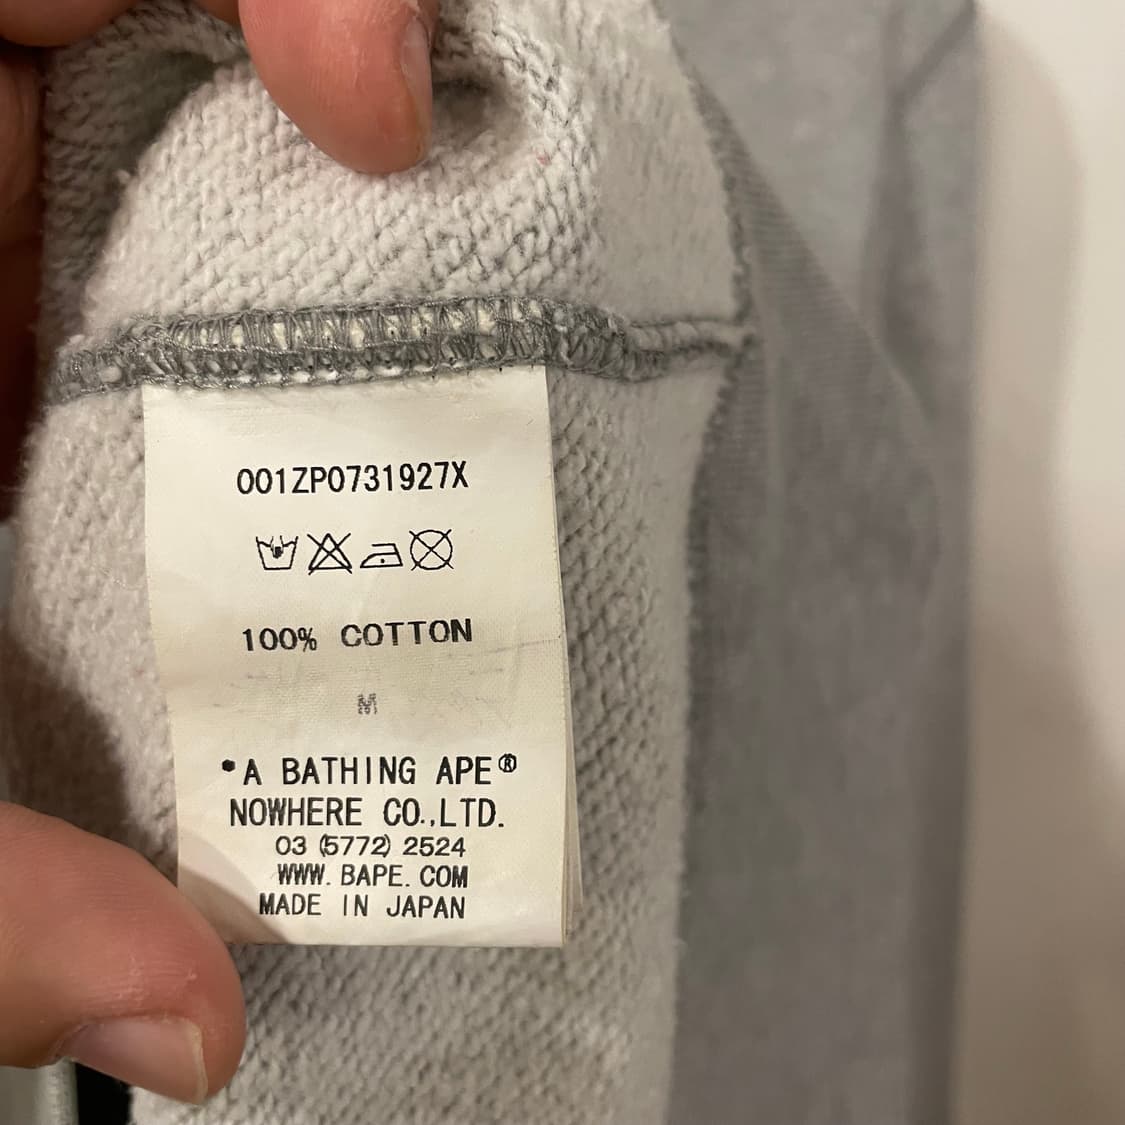 001ZP0731927X
100% COTTON
M
*A BATHING APE®
NOWHERE CO.,LTD.
03 (5772) 2524
WWW. BAPE. COM
MADE IN JAPAN